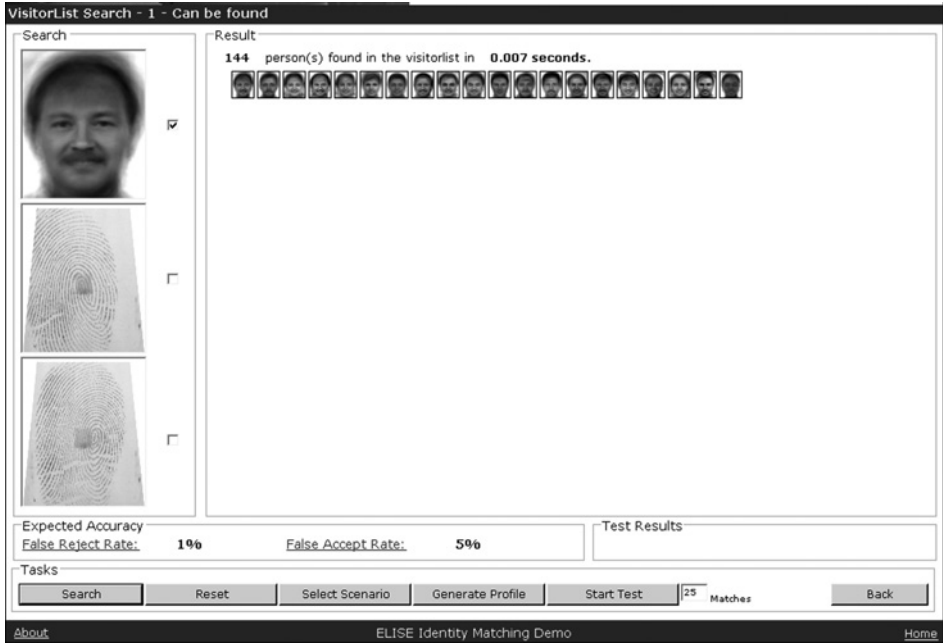 VisitorList Search - 1 - Can be found
Search
Result
144 person(s) found in the visitorlist in 0.007 seconds.
Expected Accuracy
False Reject Rate: 1% False Accept Rate: 5%
Test Results
Tasks
Search Reset Select Scenario Generate Profile Start Test 25 Matches Back
About ELISE Identity Matching Demo Home